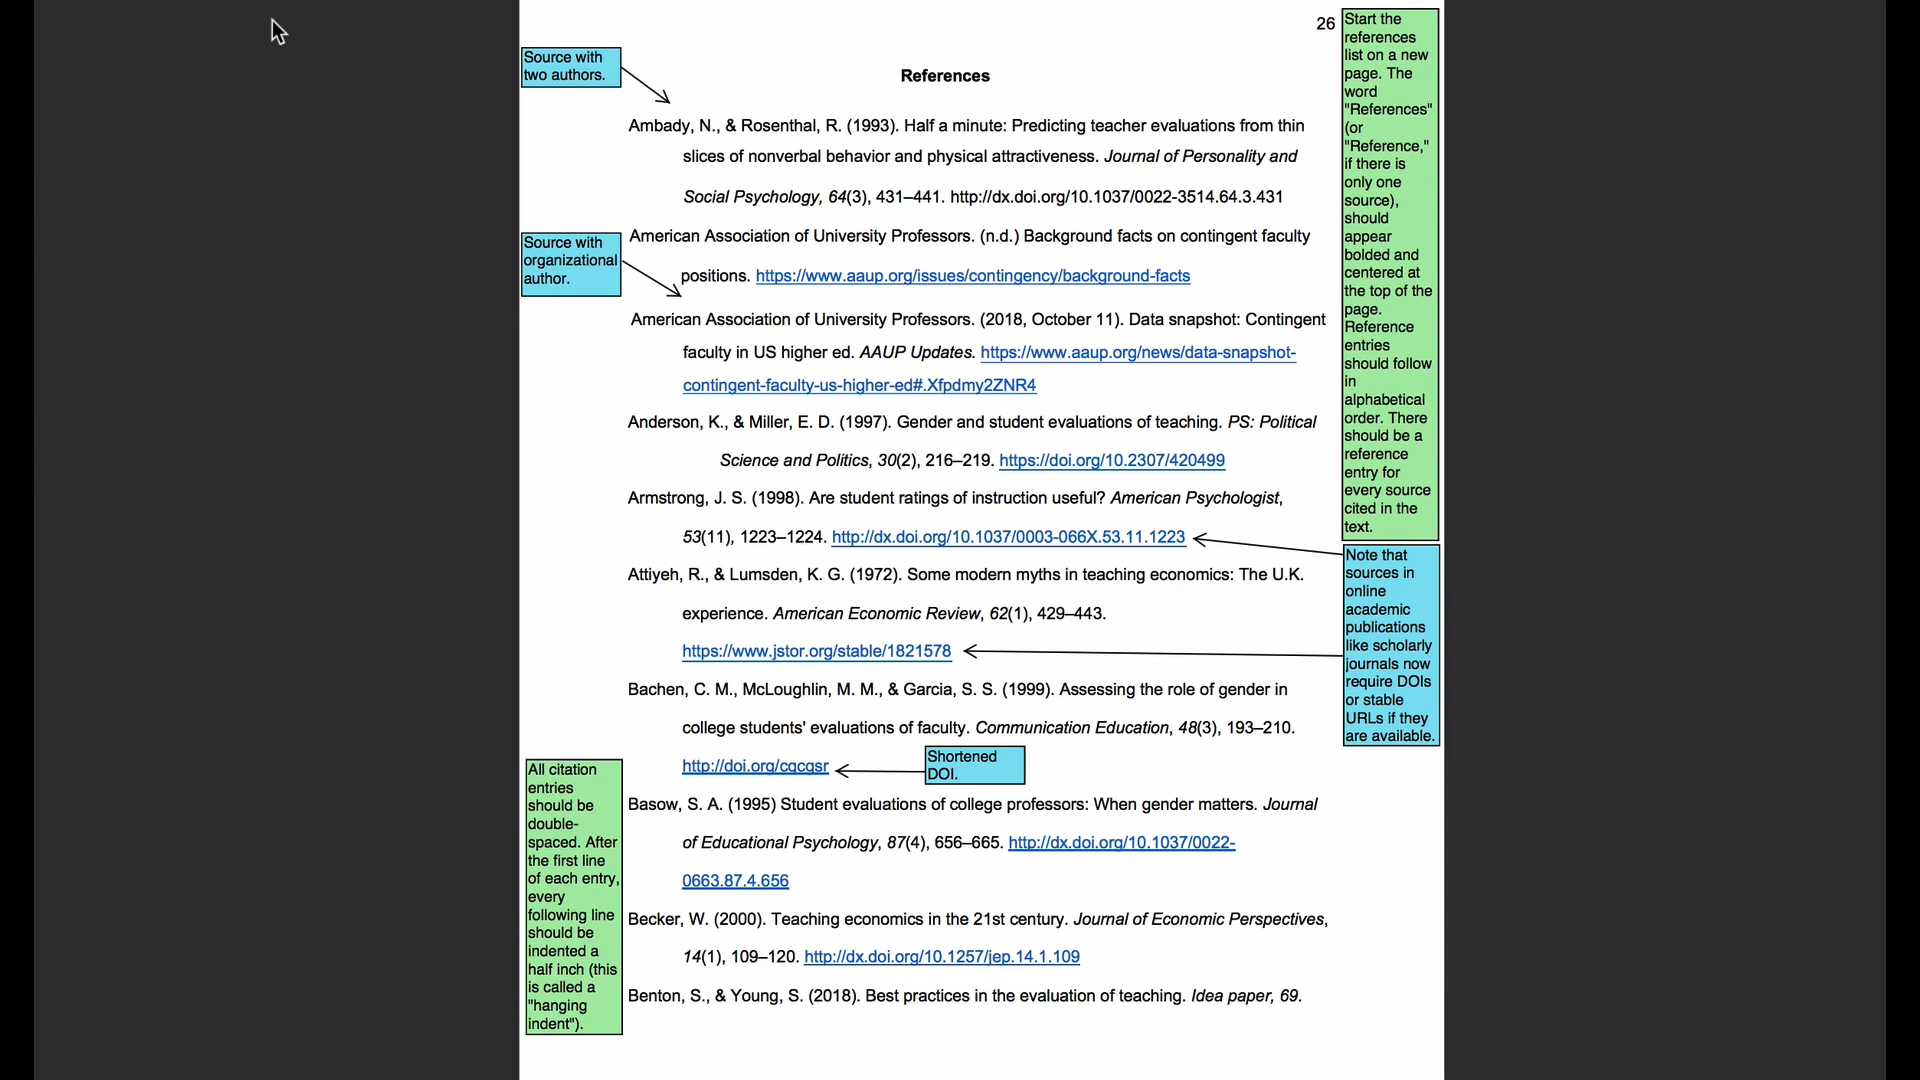 26
Start the
references
list on a new
page. The
word
"References"
(or
"Reference,"
if there is
only one
source),
should
appear
bolded and
centered at
the top of the
page.
Reference
entries
should follow
in
alphabetical
order. There
should be a
reference
entry for
every source
cited in the
text.
Source with
two authors.
References
Ambady, N., & Rosenthal, R. (1993). Half a minute: Predicting teacher evaluations from thin
slices of nonverbal behavior and physical attractiveness. Journal of Personality and
Social Psychology, 64(3), 431–441. http://dx.doi.org/10.1037/0022-3514.64.3.431
Source with
organizational
author.
American Association of University Professors. (n.d.) Background facts on contingent faculty
positions. https://www.aaup.org/issues/contingency/background-facts
American Association of University Professors. (2018, October 11). Data snapshot: Contingent
faculty in US higher ed. AAUP Updates. https://www.aaup.org/news/data-snapshot-
contingent-faculty-us-higher-ed#.Xfpdmy2ZNR4
Anderson, K., & Miller, E. D. (1997). Gender and student evaluations of teaching. PS: Political
Science and Politics, 30(2), 216–219. https://doi.org/10.2307/420499
Armstrong, J. S. (1998). Are student ratings of instruction useful? American Psychologist,
53(11), 1223–1224. http://dx.doi.org/10.1037/0003-066X.53.11.1223
Note that
sources in
online
academic
publications
like scholarly
journals now
require DOIs
or stable
URLs if they
are available.
Attiyeh, R., & Lumsden, K. G. (1972). Some modern myths in teaching economics: The U.K.
experience. American Economic Review, 62(1), 429–443.
https://www.jstor.org/stable/1821578
Bachen, C. M., McLoughlin, M. M., & Garcia, S. S. (1999). Assessing the role of gender in
college students' evaluations of faculty. Communication Education, 48(3), 193–210.
http://doi.org/cqcgsr
Shortened
DOI.
All citation
entries
should be
double-
spaced. After
the first line
of each entry,
every
following line
should be
indented a
half inch (this
is called a
"hanging
indent").
Basow, S. A. (1995) Student evaluations of college professors: When gender matters. Journal
of Educational Psychology, 87(4), 656–665. http://dx.doi.org/10.1037/0022-
0663.87.4.656
Becker, W. (2000). Teaching economics in the 21st century. Journal of Economic Perspectives,
14(1), 109–120. http://dx.doi.org/10.1257/jep.14.1.109
Benton, S., & Young, S. (2018). Best practices in the evaluation of teaching. Idea paper, 69.